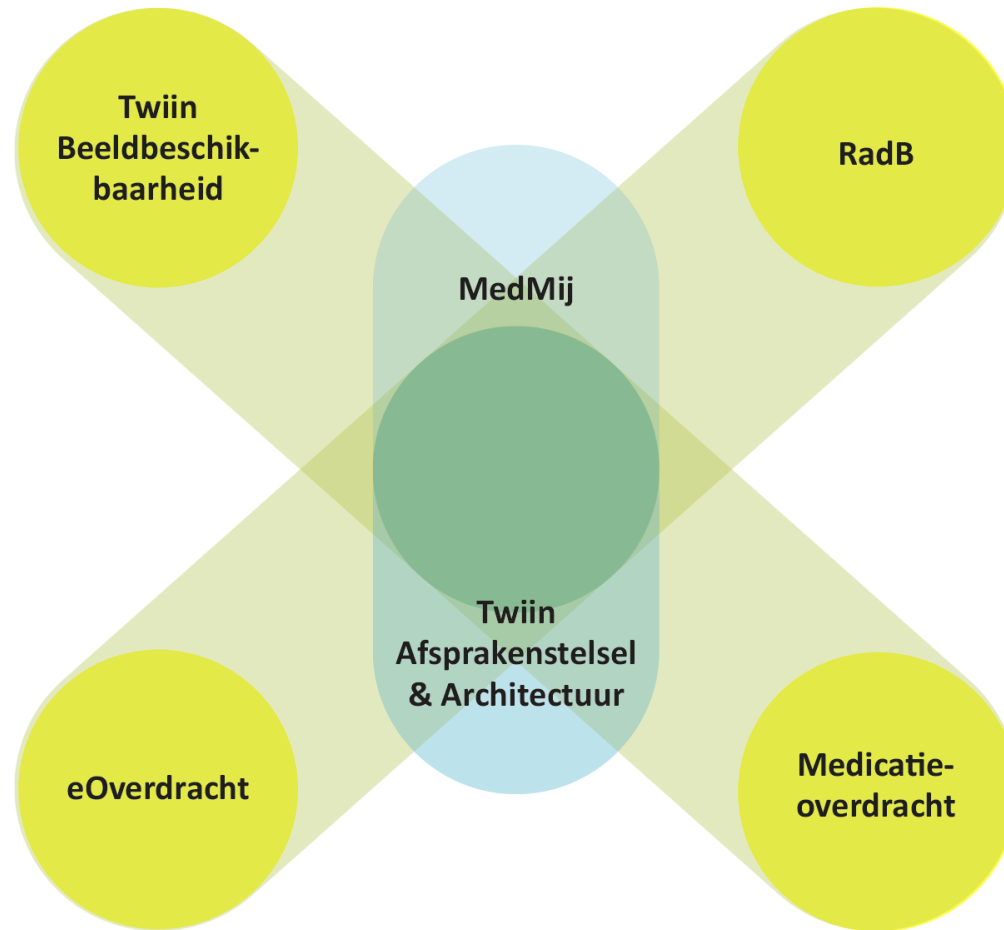 Twiin
Beeldbeschik-
baarheid
RadB
MedMij
Twiin
Afsprakenstelsel
& Architectuur
eOverdracht
Medicatie-
overdracht